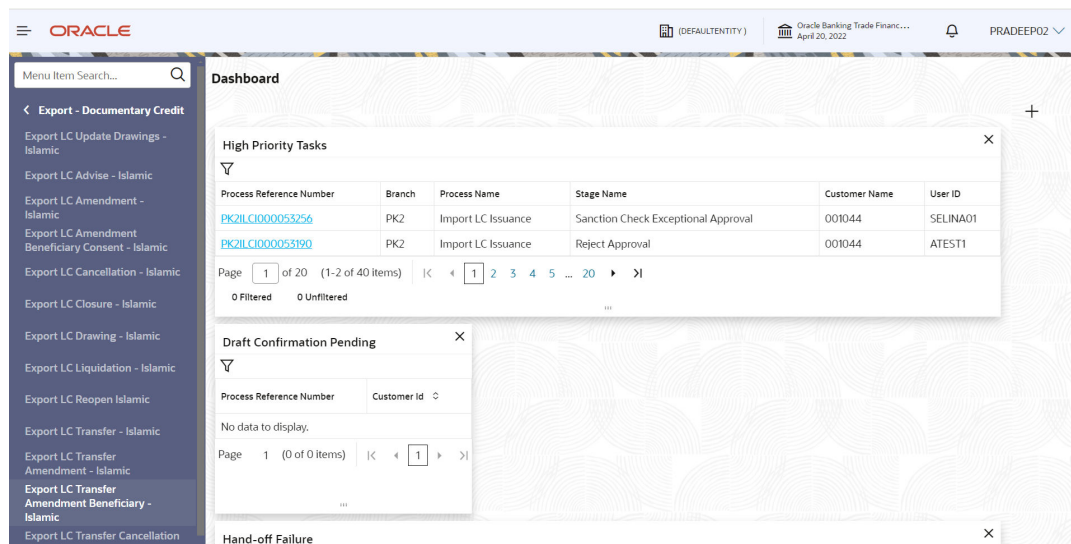 ORACLE
(DEFAULTENTITY)
Oracle Banking Trade Financ...
April 20, 2022
PRADEEP02
Menu Item Search...
Export - Documentary Credit
Export LC Update Drawings -
Islamic
Export LC Advise - Islamic
Export LC Amendment -
Islamic
Export LC Amendment
Beneficiary Consent - Islamic
Export LC Cancellation - Islamic
Export LC Closure - Islamic
Export LC Drawing - Islamic
Export LC Liquidation - Islamic
Export LC Reopen Islamic
Export LC Transfer - Islamic
Export LC Transfer
Amendment - Islamic
Export LC Transfer
Amendment Beneficiary -
Islamic
Export LC Transfer Cancellation
Dashboard
High Priority Tasks
Process Reference Number Branch Process Name Stage Name Customer Name User ID
PK2ILCI000053256 PK2 Import LC Issuance Sanction Check Exceptional Approval 001044 SELINA01
PK2ILCI000053190 PK2 Import LC Issuance Reject Approval 001044 ATEST1
Page 1 of 20 (1-2 of 40 items) 1 2 3 4 5 ... 20
0 Filtered 0 Unfiltered
Draft Confirmation Pending
Process Reference Number Customer Id
No data to display.
Page 1 (0 of 0 items) 1
Hand-off Failure